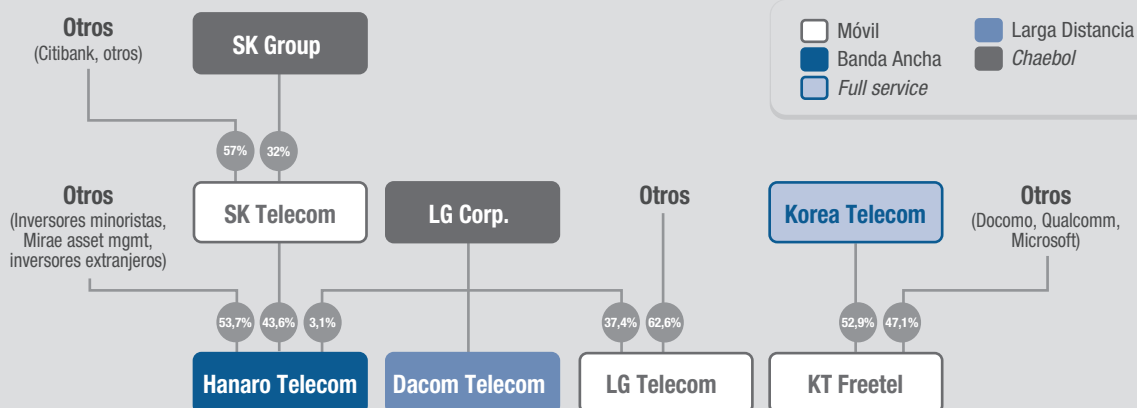 Otros
(Citibank, otros)
SK Group
Móvil
Banda Ancha
Full service
Larga Distancia
Chaebol
57%
32%
Otros
(Inversores minoristas,
Mirae asset mgmt,
inversores extranjeros)
SK Telecom
LG Corp.
Otros
Korea Telecom
Otros
(Docomo, Qualcomm,
Microsoft)
53,7%
43,6%
3,1%
37,4%
62,6%
52,9%
47,1%
Hanaro Telecom
Dacom Telecom
LG Telecom
KT Freetel